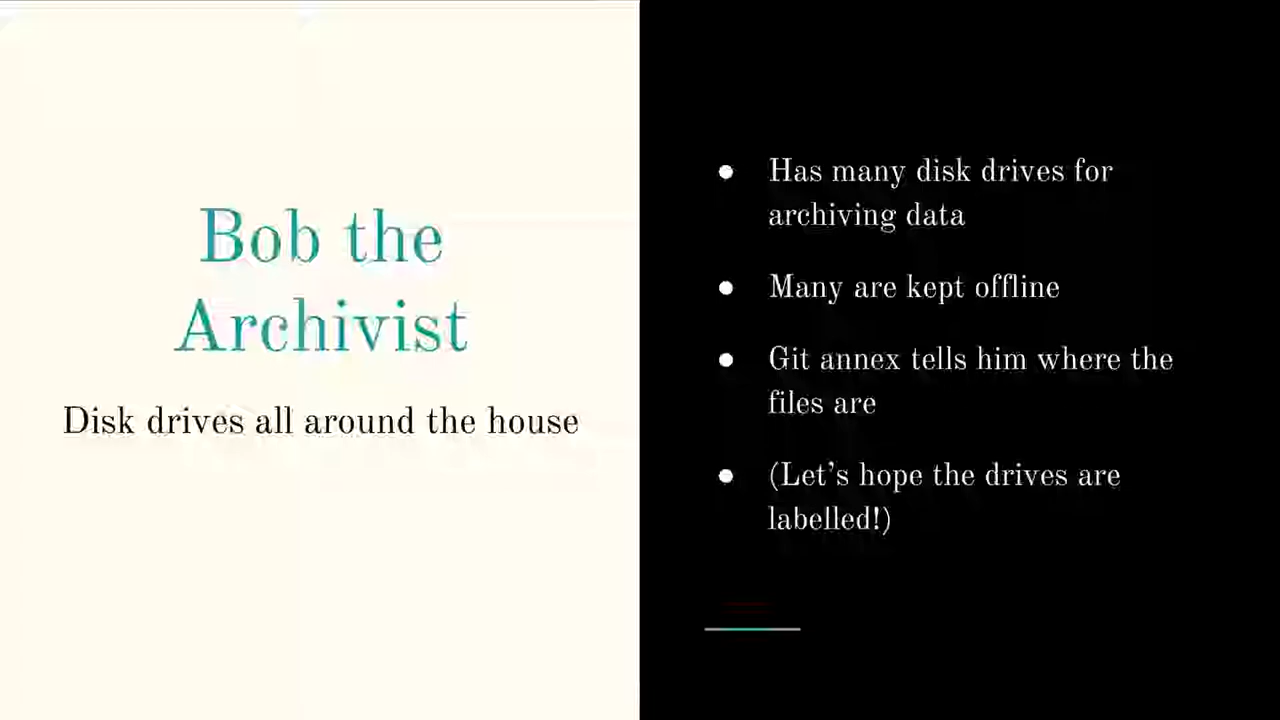 Bob the
Archivist
Disk drives all around the house
● Has many disk drives for
archiving data
● Many are kept offline
● Git annex tells him where the
files are
● (Let’s hope the drives are
labelled!)